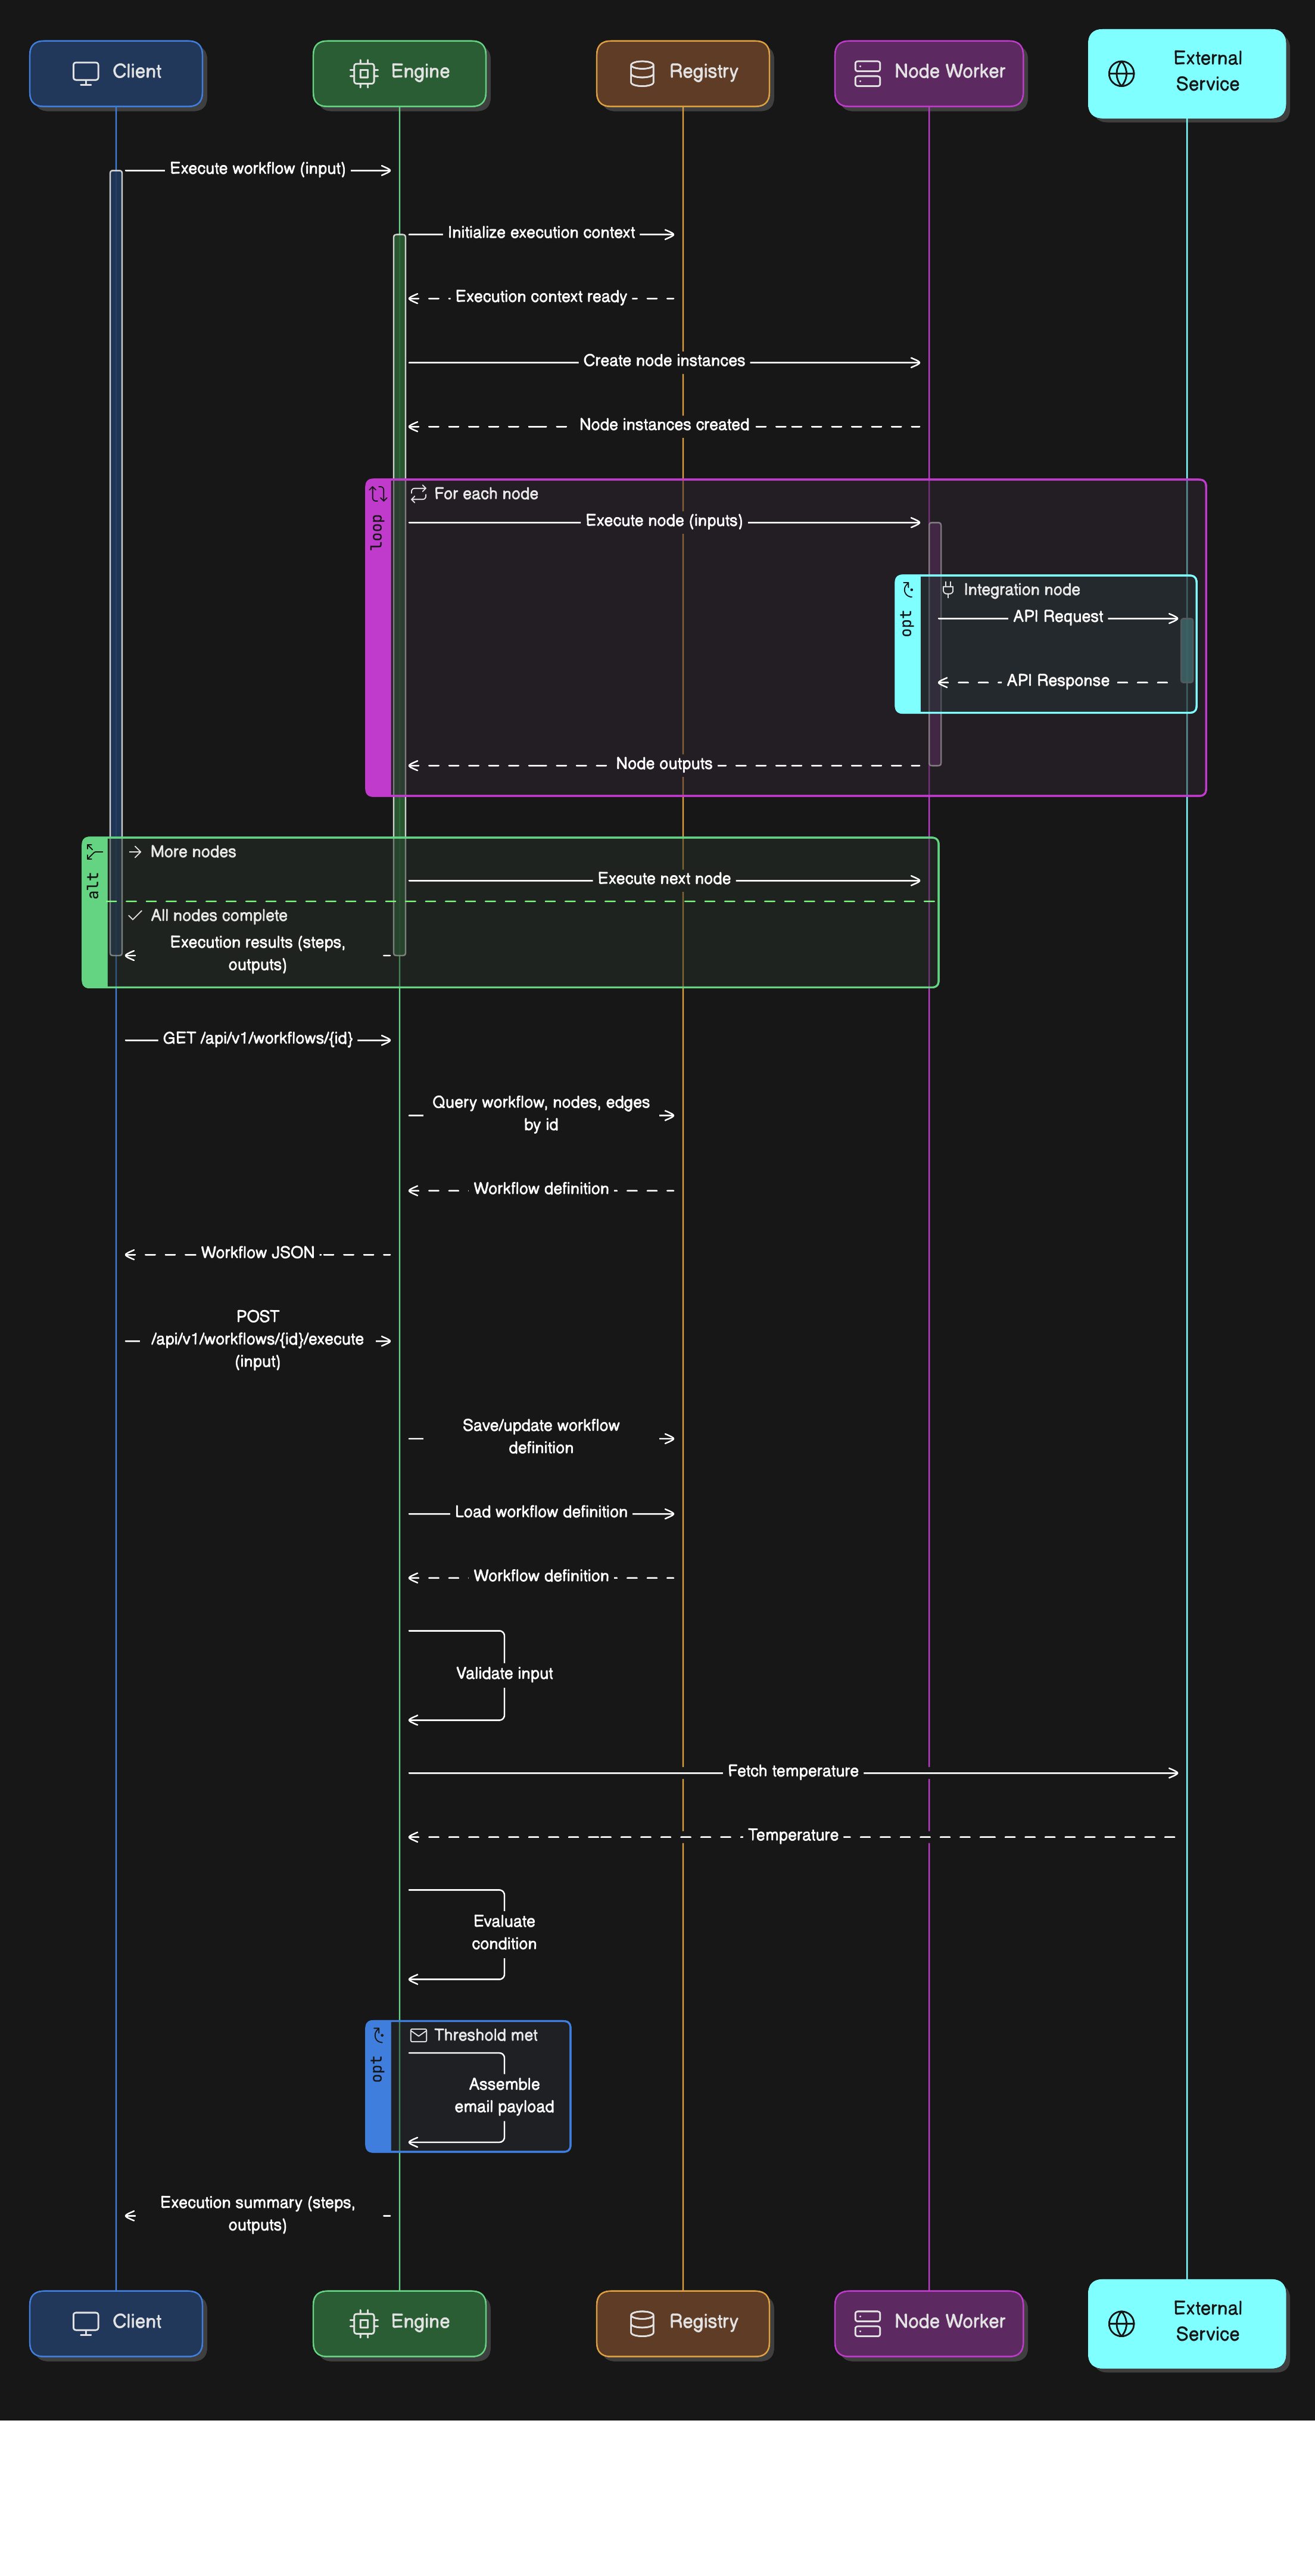 Client
Engine
Registry
Node Worker
External
Service
Execute workflow (input)
Initialize execution context
Execution context ready
Create node instances
Node instances created
loop
For each node
Execute node (inputs)
opt
Integration node
API Request
API Response
Node outputs
alt
More nodes
Execute next node
All nodes complete
Execution results (steps,
outputs)
GET /api/v1/workflows/{id}
Query workflow, nodes, edges
by id
Workflow definition
Workflow JSON
POST
/api/v1/workflows/{id}/execute
(input)
Save/update workflow
definition
Load workflow definition
Workflow definition
Validate input
Fetch temperature
Temperature
Evaluate
condition
opt
Threshold met
Assemble
email payload
Execution summary (steps,
outputs)
Client
Engine
Registry
Node Worker
External
Service